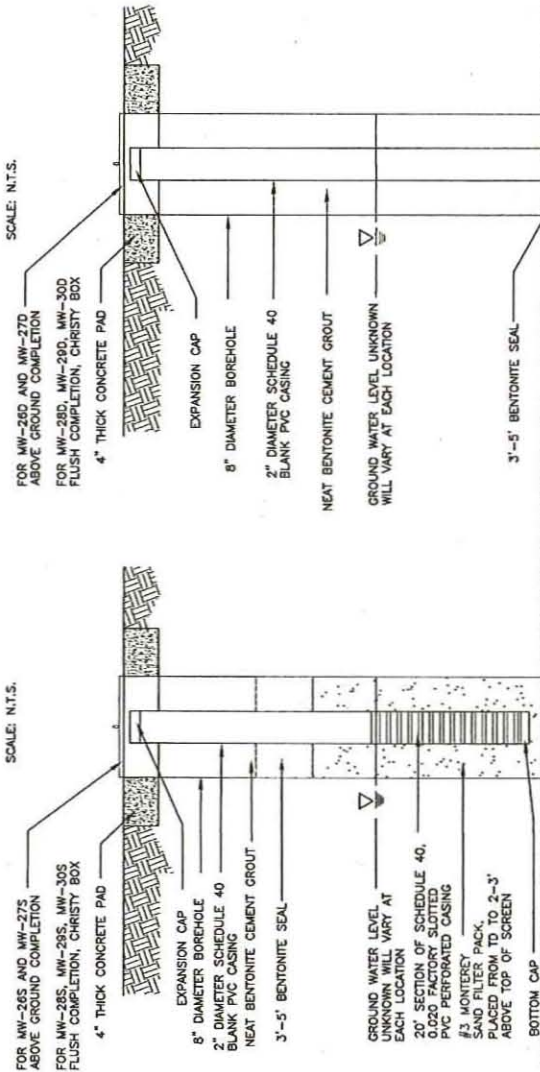 SCALE: N.T.S.
FOR MW-26S AND MW-27S
ABOVE GROUND COMPLETION
FOR MW-28S, MW-29S, MW-30S
FLUSH COMPLETION, CHRISTY BOX
4" THICK CONCRETE PAD
EXPANSION CAP
8" DIAMETER BOREHOLE
2" DIAMETER SCHEDULE 40
BLANK PVC CASING
NEAT BENTONITE CEMENT GROUT
3'-5' BENTONITE SEAL
GROUND WATER LEVEL
UNKNOWN WILL VARY AT
EACH LOCATION
20' SECTION OF SCHEDULE 40,
0.020 FACTORY SLOTTED
PVC PERFORATED CASING
#3 MONTEREY
SAND FILTER PACK,
PLACED FROM TD TO 2-3'
ABOVE TOP OF SCREEN
BOTTOM CAP
SCALE: N.T.S.
FOR MW-26D AND MW-27D
ABOVE GROUND COMPLETION
FOR MW-28D, MW-29D, MW-30D
FLUSH COMPLETION, CHRISTY BOX
4" THICK CONCRETE PAD
EXPANSION CAP
8" DIAMETER BOREHOLE
2" DIAMETER SCHEDULE 40
BLANK PVC CASING
NEAT BENTONITE CEMENT GROUT
GROUND WATER LEVEL UNKNOWN
WILL VARY AT EACH LOCATION
3'-5' BENTONITE SEAL